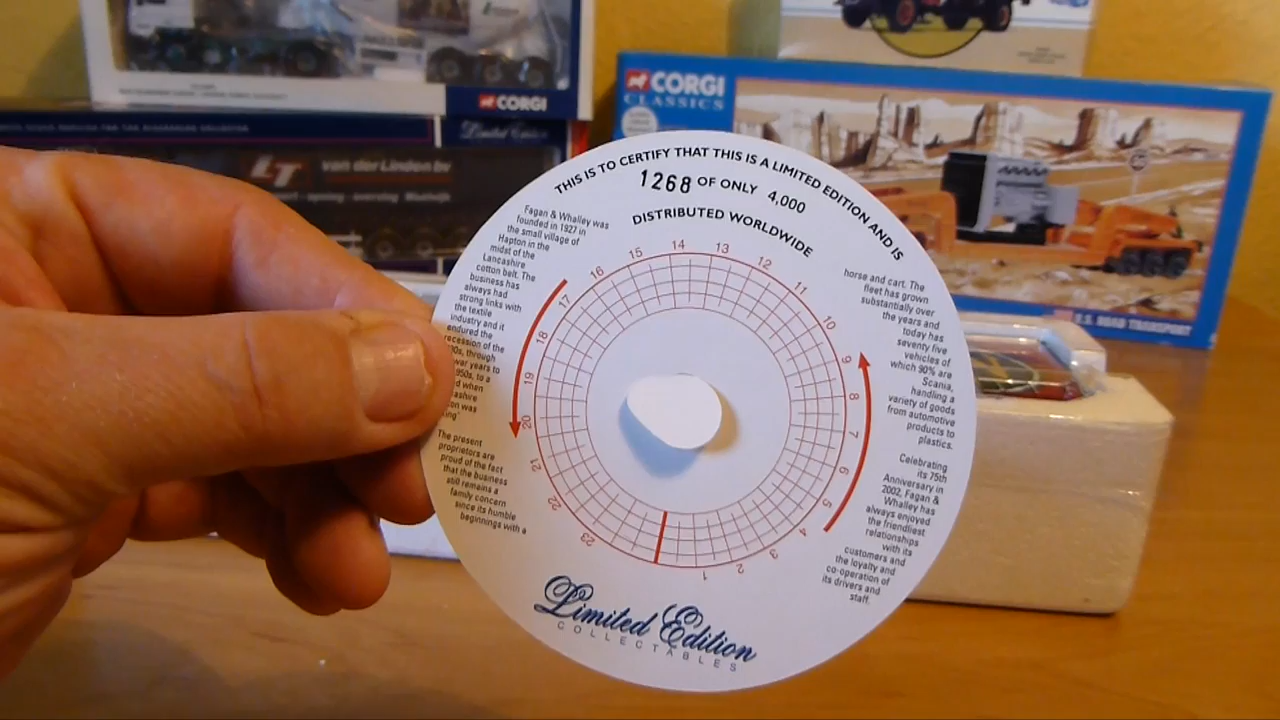 CORGI
Limited Edition
LT van der Linden bv
CORGI
CLASSICS
U.S. ROAD TRANSPORT
THIS IS TO CERTIFY THAT THIS IS A LIMITED EDITION AND IS
1268 OF ONLY 4,000
DISTRIBUTED WORLDWIDE
Fagan & Whalley was
founded in 1927 in
the small village of
Hapton in the
midst of the
Lancashire
cotton belt. The
business has
always had
strong links with
the textile
industry and it
endured the
recession of the
through
war years to
to a
when
was
The present
proprietors are
proud of the fact
that the business
still remains a
family concern
since its humble
beginnings with a
horse and cart. The
fleet has grown
substantially over
the years and
today has
seventy five
vehicles of
which 90% are
Scania,
handling a
variety of goods
from automotive
products to
plastics.
Celebrating
its 75th
Anniversary in
2002, Fagan &
Whalley has
always enjoyed
the friendliest
relationships
with its
customers and
the loyalty and
co-operation of
its drivers and
staff.
1 2 3 4 5 6 7 8 9 10 11 12 13 14 15 16 17 18 19 20 21 22 23
Limited Edition
COLLECTABLES